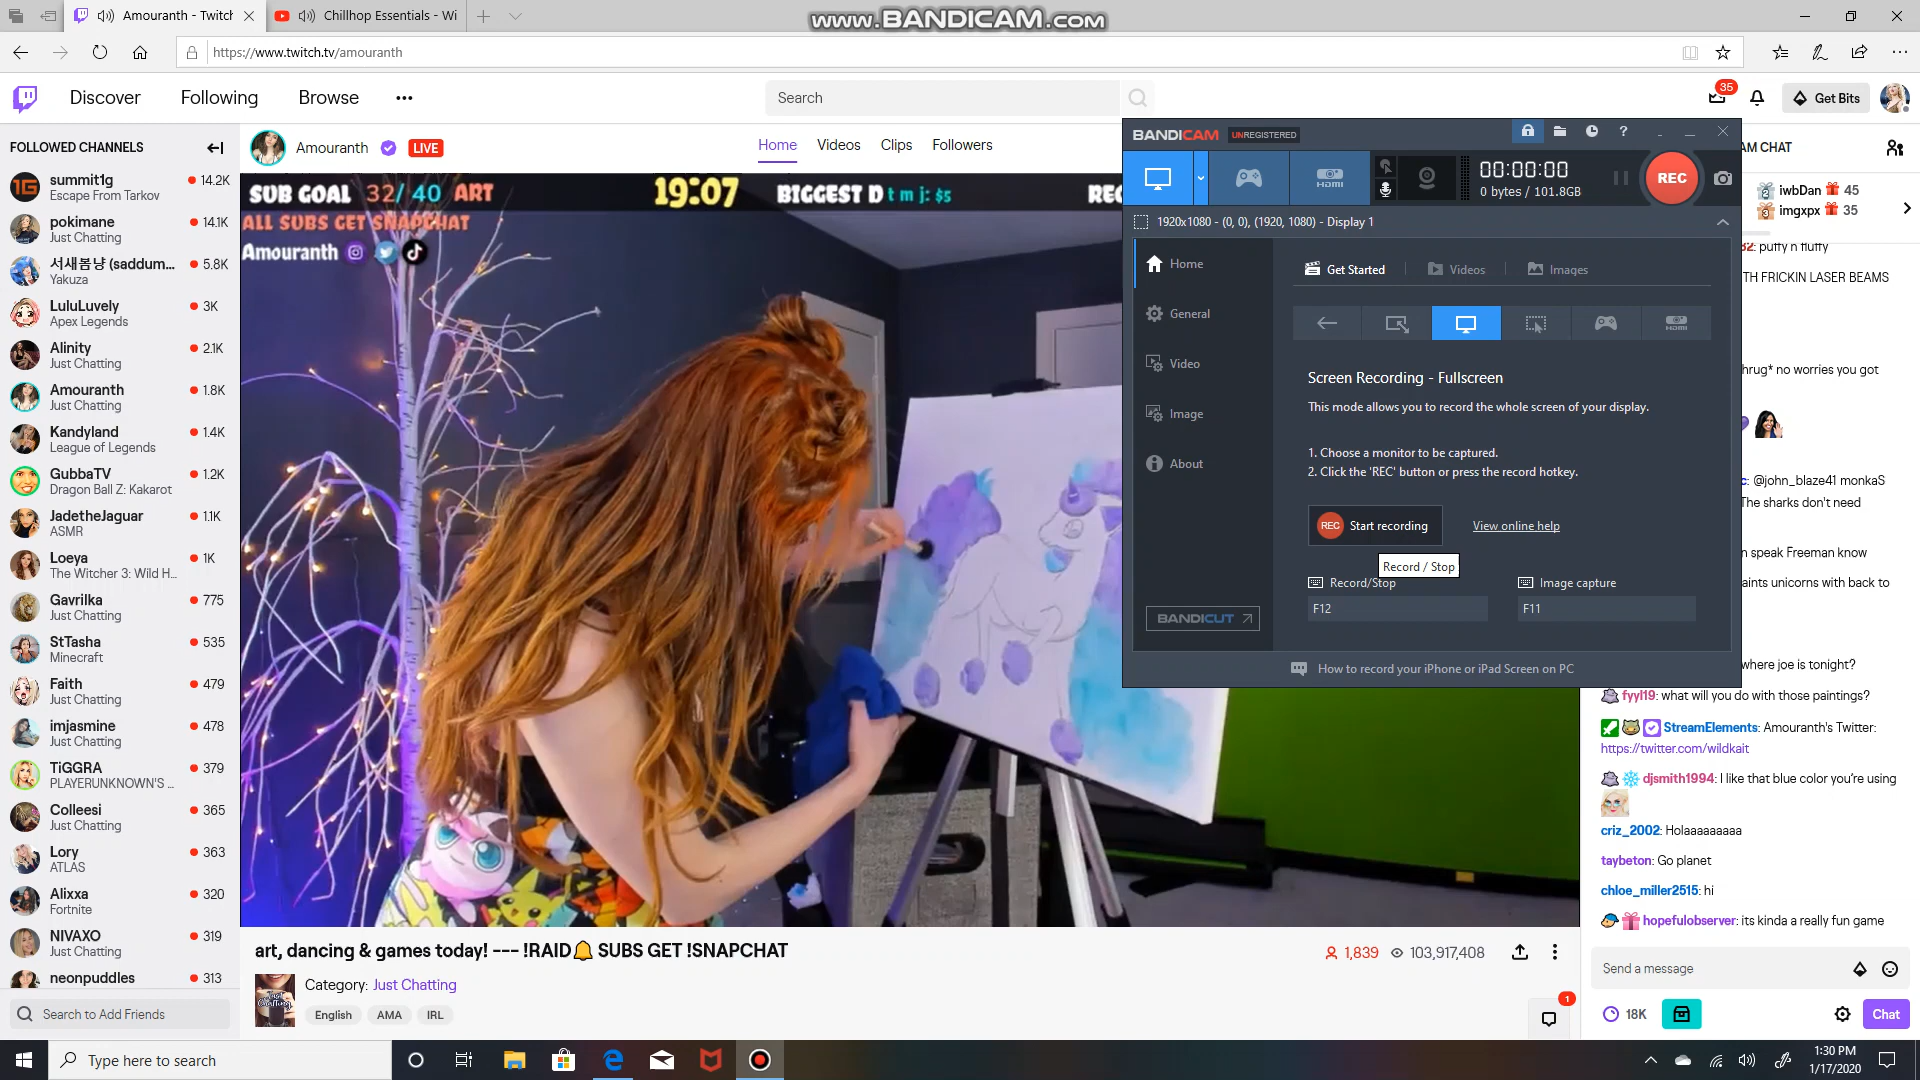 Amouranth - Twitch
Chillhop Essentials - Wi
www.BANDICAM.com
https://www.twitch.tv/amouranth
Discover
Following
Browse
Search
35
Get Bits
FOLLOWED CHANNELS
summit1g
14.2K
Escape From Tarkov
pokimane
14.1K
Just Chatting
서새봄냥 (saddum...
5.8K
Yakuza
LuluLuvely
3K
Apex Legends
Alinity
2.1K
Just Chatting
Amouranth
1.8K
Just Chatting
Kandyland
1.4K
League of Legends
GubbaTV
1.2K
Dragon Ball Z: Kakarot
JadetheJaguar
1.1K
ASMR
Loeya
1K
The Witcher 3: Wild H...
Gavrilka
775
Just Chatting
StTasha
535
Minecraft
Faith
479
Just Chatting
imjasmine
478
Just Chatting
TiGGRA
379
PLAYERUNKNOWN'S ...
Colleesi
365
Just Chatting
Lory
363
ATLAS
Alixxa
320
Fortnite
NIVAXO
319
Just Chatting
neonpuddles
313
Search to Add Friends
Amouranth
LIVE
Home
Videos
Clips
Followers
SUB GOAL 32/ 40 ART
19:07
BIGGEST D t m j: $5
REC
ALL SUBS GET SNAPCHAT
Amouranth
BANDICAM UNREGISTERED
HDMI
00:00:00
0 bytes / 101.8GB
REC
1920x1080 - (0, 0), (1920, 1080) - Display 1
Home
General
Video
Image
About
BANDICUT
Get Started
Videos
Images
HDMI
Screen Recording - Fullscreen
This mode allows you to record the whole screen of your display.
1. Choose a monitor to be captured.
2. Click the 'REC' button or press the record hotkey.
REC Start recording
View online help
Record / Stop
Record/Stop
Image capture
F12
F11
How to record your iPhone or iPad Screen on PC
AM CHAT
iwbDan 45
imgxpx 35
32: puffy n fluffy
TH FRICKIN LASER BEAMS
hrug* no worries you got
c: @john_blaze41 monkaS
The sharks don't need
n speak Freeman know
aints unicorns with back to
where joe is tonight?
fyyl19: what will you do with those paintings?
StreamElements: Amouranth's Twitter:
https://twitter.com/wildkait
djsmith1994: I like that blue color you're using
criz_2002: Holaaaaaaaaa
taybeton: Go planet
chloe_miller2515: hi
hopefulobserver: its kinda a really fun game
Send a message
18K
Chat
art, dancing & games today! --- !RAID🔔 SUBS GET !SNAPCHAT
1,839
103,917,408
Just Chatting
Category: Just Chatting
English
AMA
IRL
1
Type here to search
1:30 PM
1/17/2020